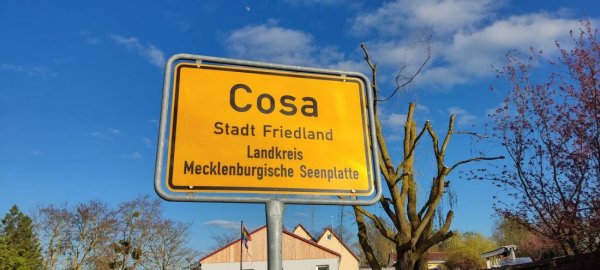 Cosa
Stadt Friedland
Landkreis
Mecklenburgische Seenplatte